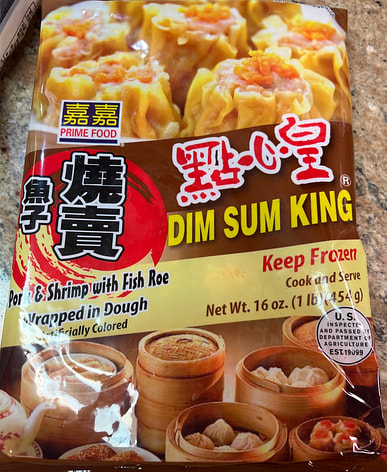 嘉嘉
PRIME FOOD
點心皇
®
魚子
燒賣
DIM SUM KING
Keep Frozen
Cook and Serve
Net Wt. 16 oz. (1 lb) (454 g)
Pork & Shrimp with Fish Roe
Wrapped in Dough
Artificially Colored
U.S.
INSPECTED
AND PASSED BY
DEPARTMENT OF
AGRICULTURE
EST.19099